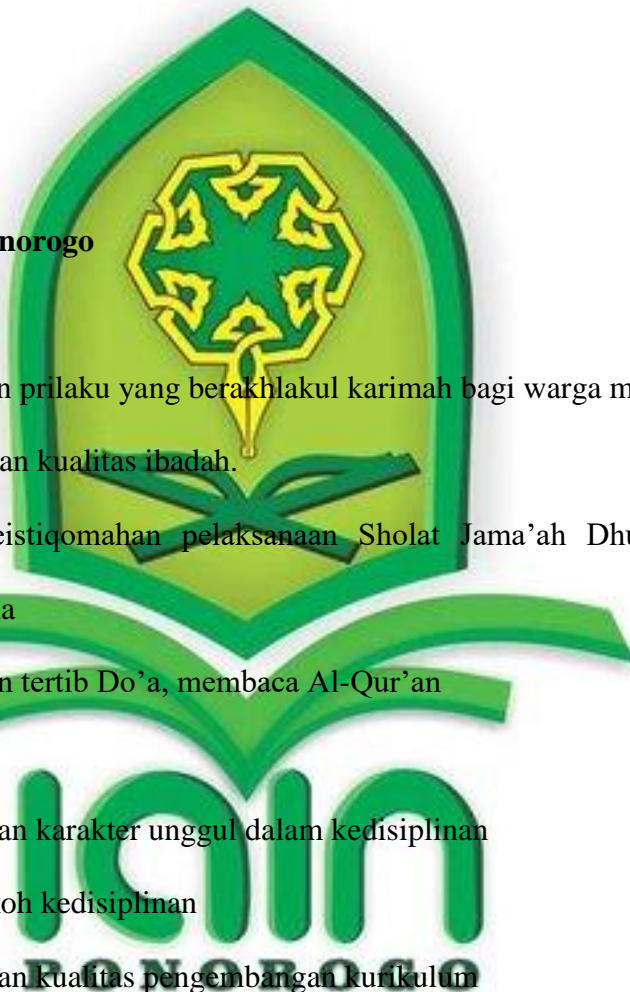 norogo
n prilaku yang berakhlakul karimah bagi warga m
an kualitas ibadah.
eistiqomahan pelaksanaan Sholat Jama’ah Dhu
a
n tertib Do’a, membaca Al-Qur’an
an karakter unggul dalam kedisiplinan
oh kedisiplinan
iain
an kualitas pengembangan kurikulum
PONOROGO